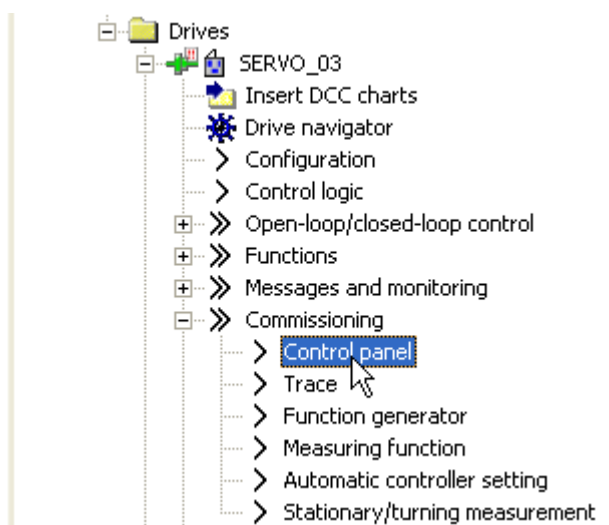 Drives
SERVO_03
Insert DCC charts
Drive navigator
Configuration
Control logic
Open-loop/closed-loop control
Functions
Messages and monitoring
Commissioning
Control panel
Trace
Function generator
Measuring function
Automatic controller setting
Stationary/turning measurement